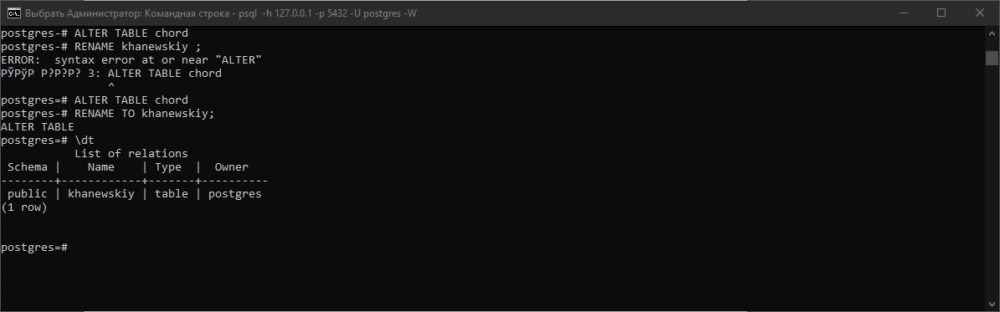 Выбрать Администратор: Командная строка - psql -h 127.0.0.1 -p 5432 -U postgres -W
postgres-# ALTER TABLE chord
postgres-# RENAME khanewskiy ;
ERROR:  syntax error at or near "ALTER"
РЎРўР Р?Р?Р? 3: ALTER TABLE chord
                ^
postgres=# ALTER TABLE chord
postgres-# RENAME TO khanewskiy;
ALTER TABLE
postgres=# \dt
           List of relations
 Schema |    Name    | Type  |  Owner
--------+------------+-------+----------
 public | khanewskiy | table | postgres
(1 row)
postgres=#